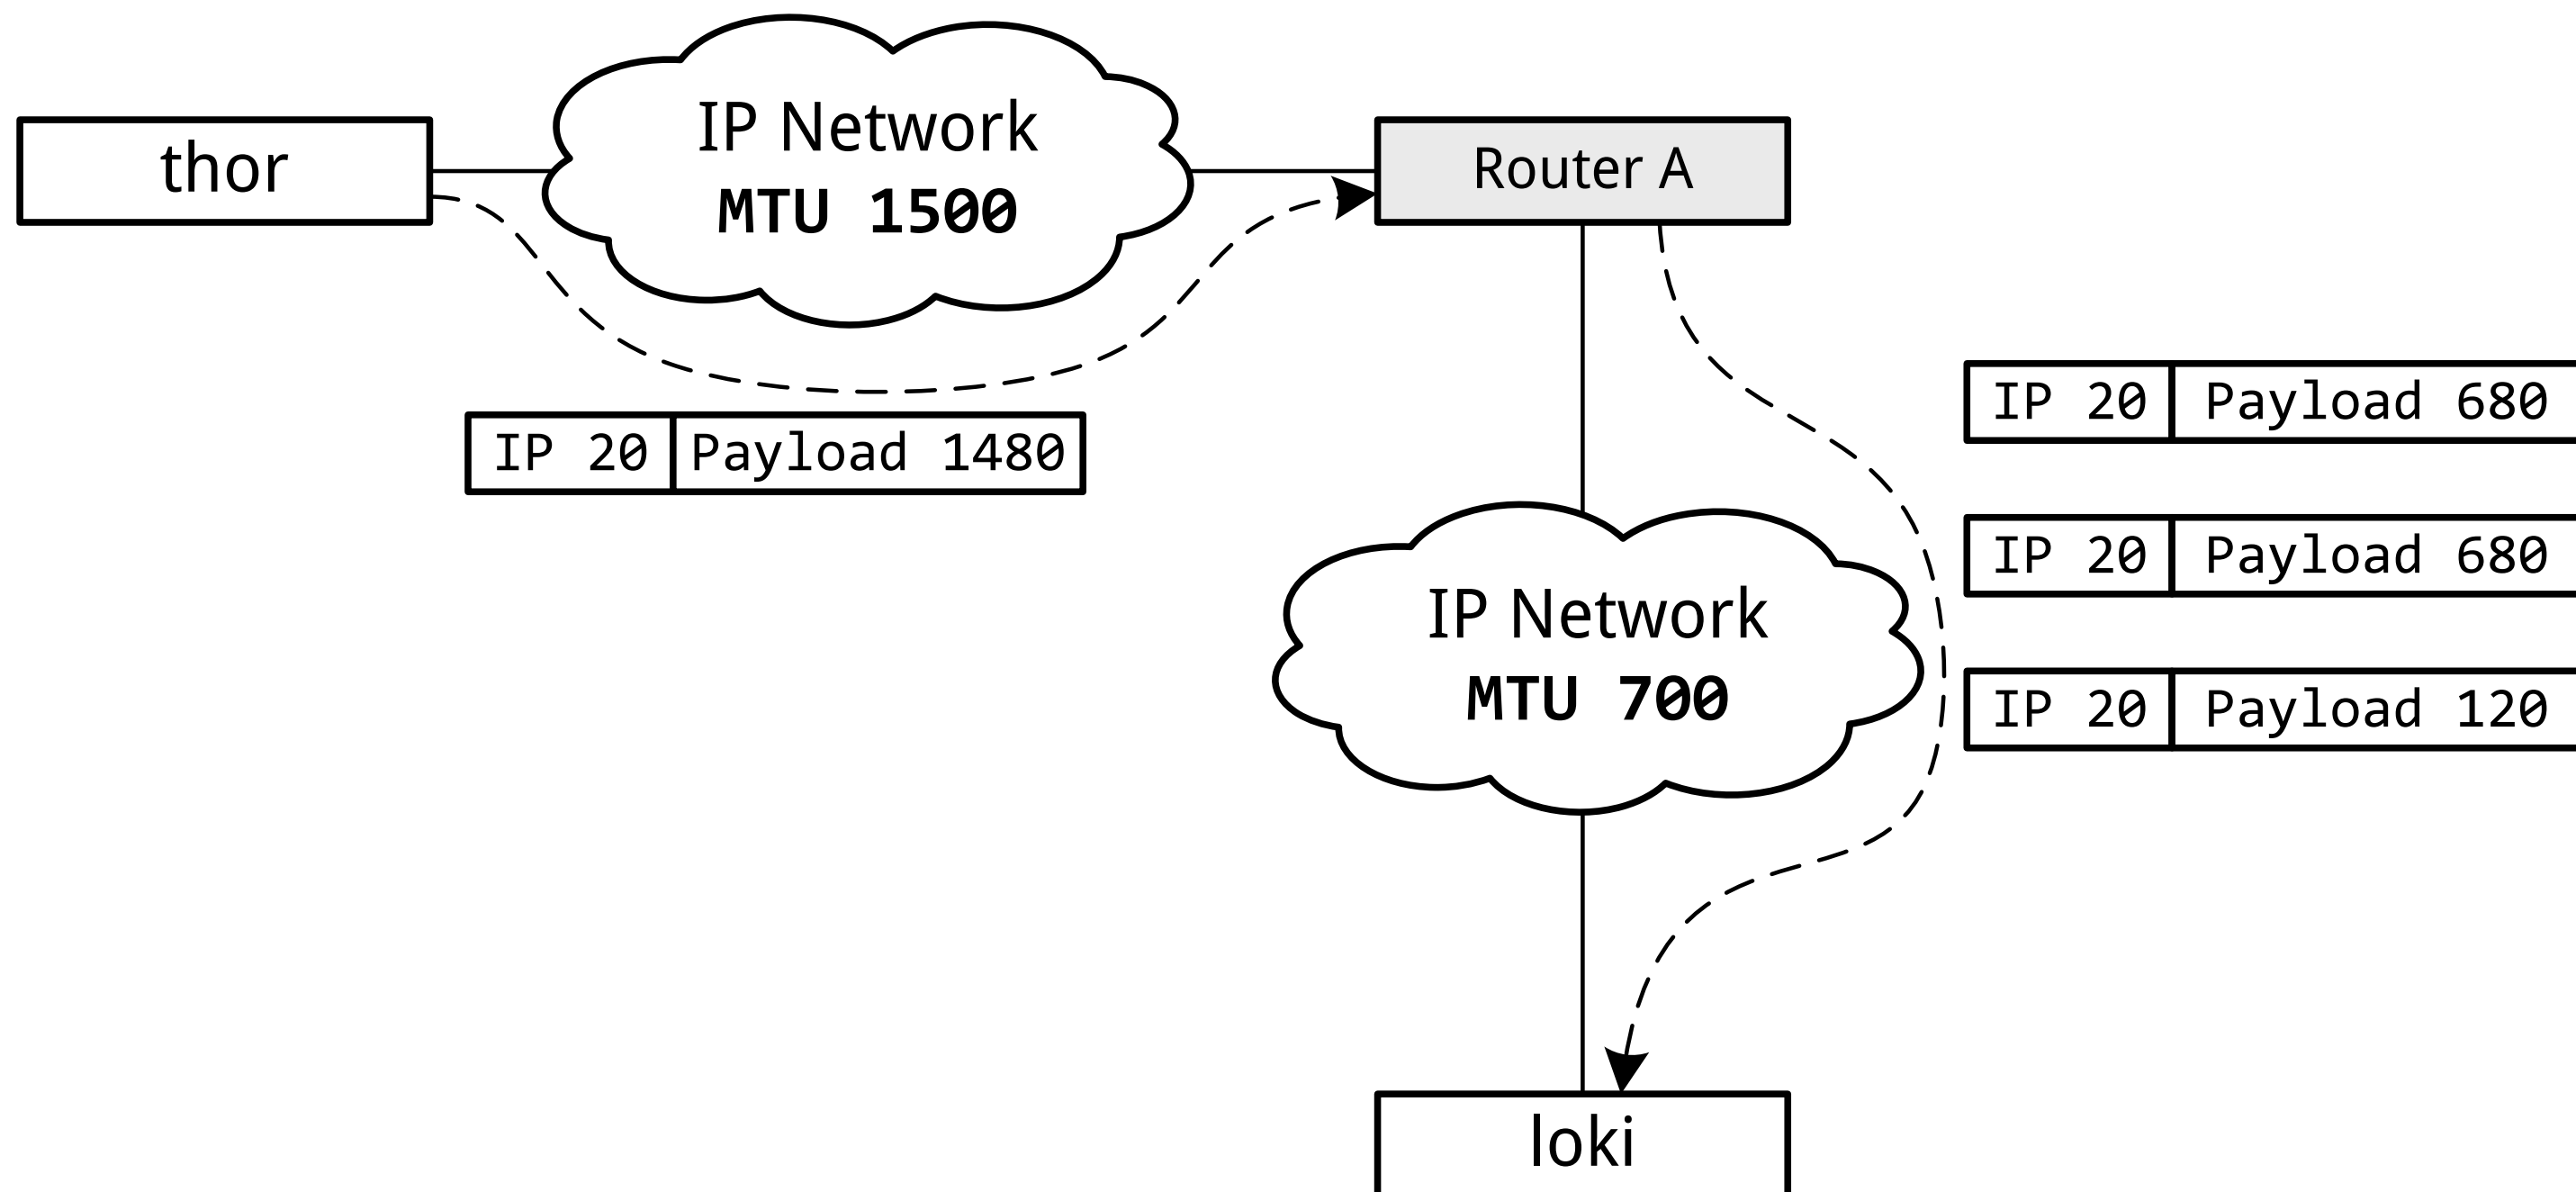 thor
IP Network
MTU 1500
Router A
IP 20 Payload 1480
IP 20 Payload 680
IP 20 Payload 680
IP 20 Payload 120
IP Network
MTU 700
loki